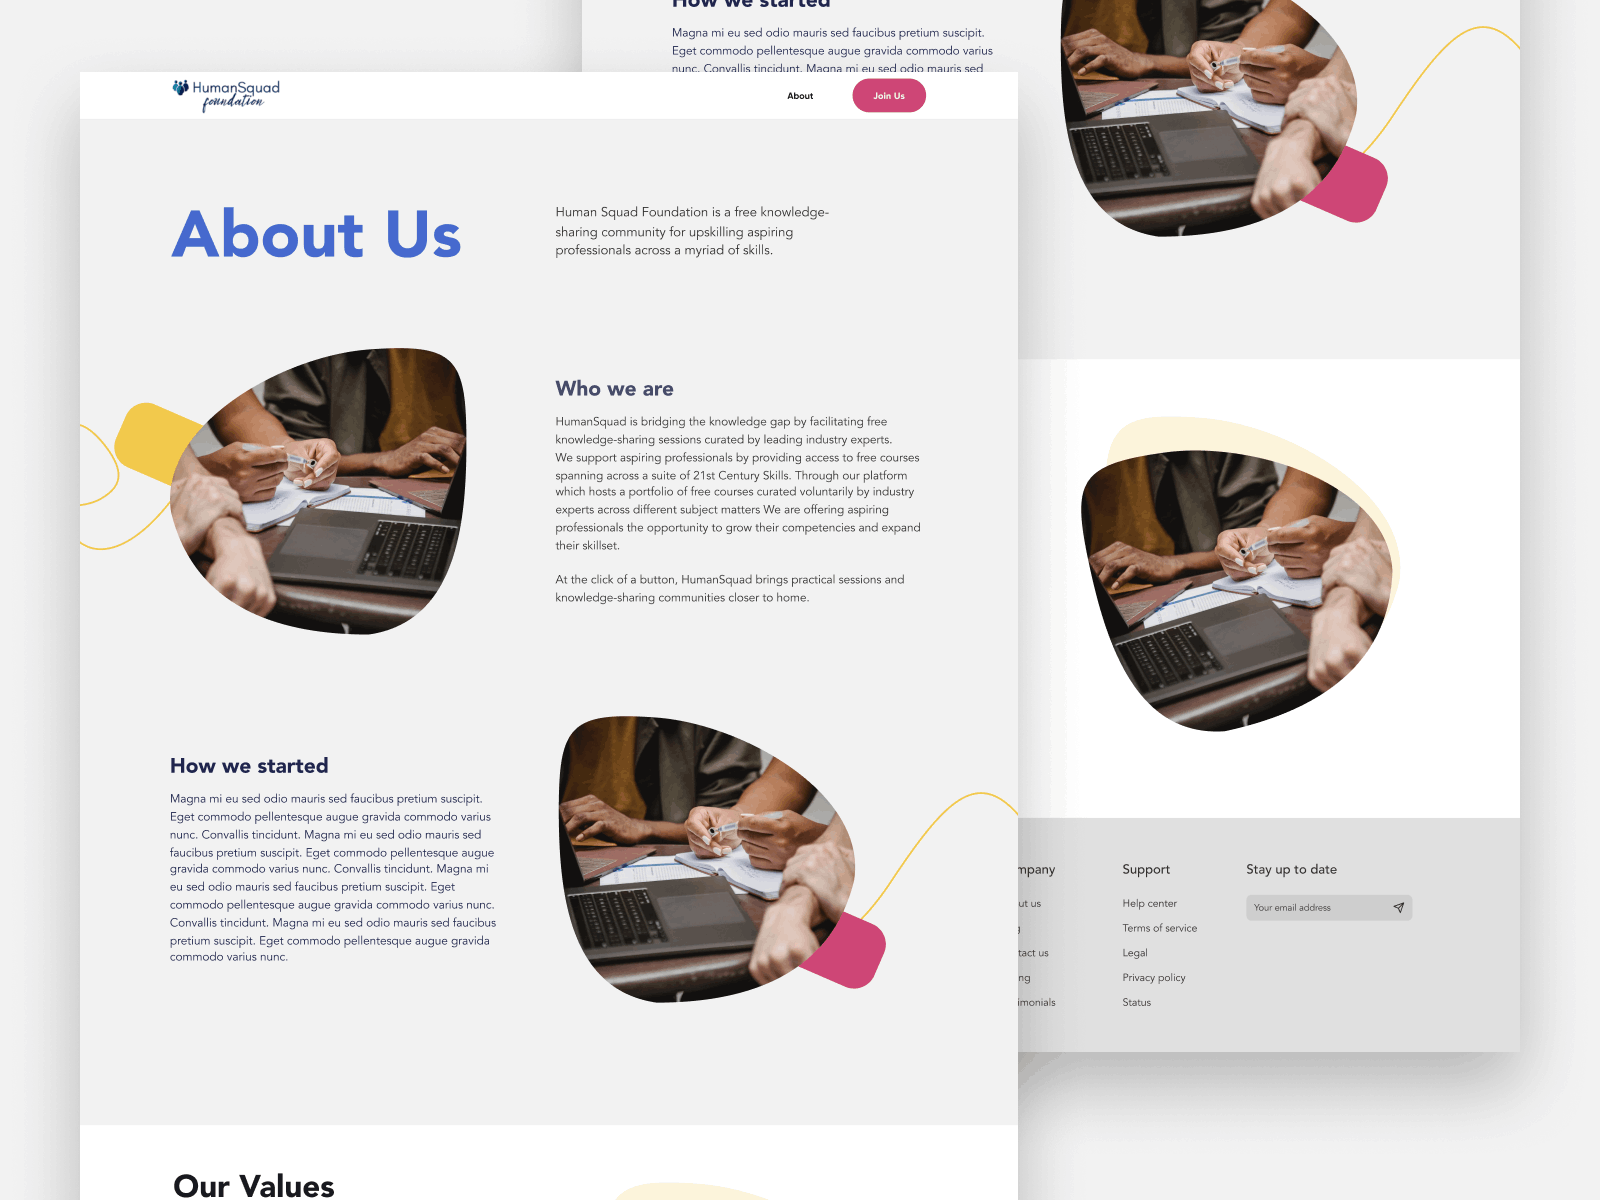 How we started
Magna mi eu sed odio mauris sed faucibus pretium suscipit.
Eget commodo pellentesque augue gravida commodo varius
nunc. Convallis tincidunt. Magna mi eu sed odio mauris sed
HumanSquad
foundation
About
Join Us
About Us
Human Squad Foundation is a free knowledge-
sharing community for upskilling aspiring
professionals across a myriad of skills.
Who we are
HumanSquad is bridging the knowledge gap by facilitating free
knowledge-sharing sessions curated by leading industry experts.
We support aspiring professionals by providing access to free courses
spanning across a suite of 21st Century Skills. Through our platform
which hosts a portfolio of free courses curated voluntarily by industry
experts across different subject matters We are offering aspiring
professionals the opportunity to grow their competencies and expand
their skillset.
At the click of a button, HumanSquad brings practical sessions and
knowledge-sharing communities closer to home.
How we started
Magna mi eu sed odio mauris sed faucibus pretium suscipit.
Eget commodo pellentesque augue gravida commodo varius
nunc. Convallis tincidunt. Magna mi eu sed odio mauris sed
faucibus pretium suscipit. Eget commodo pellentesque augue
gravida commodo varius nunc. Convallis tincidunt. Magna mi
eu sed odio mauris sed faucibus pretium suscipit. Eget
commodo pellentesque augue gravida commodo varius nunc.
Convallis tincidunt. Magna mi eu sed odio mauris sed faucibus
pretium suscipit. Eget commodo pellentesque augue gravida
commodo varius nunc.
Our Values
mpany
ut us
g
tact us
ng
imonials
Support
Help center
Terms of service
Legal
Privacy policy
Status
Stay up to date
Your email address